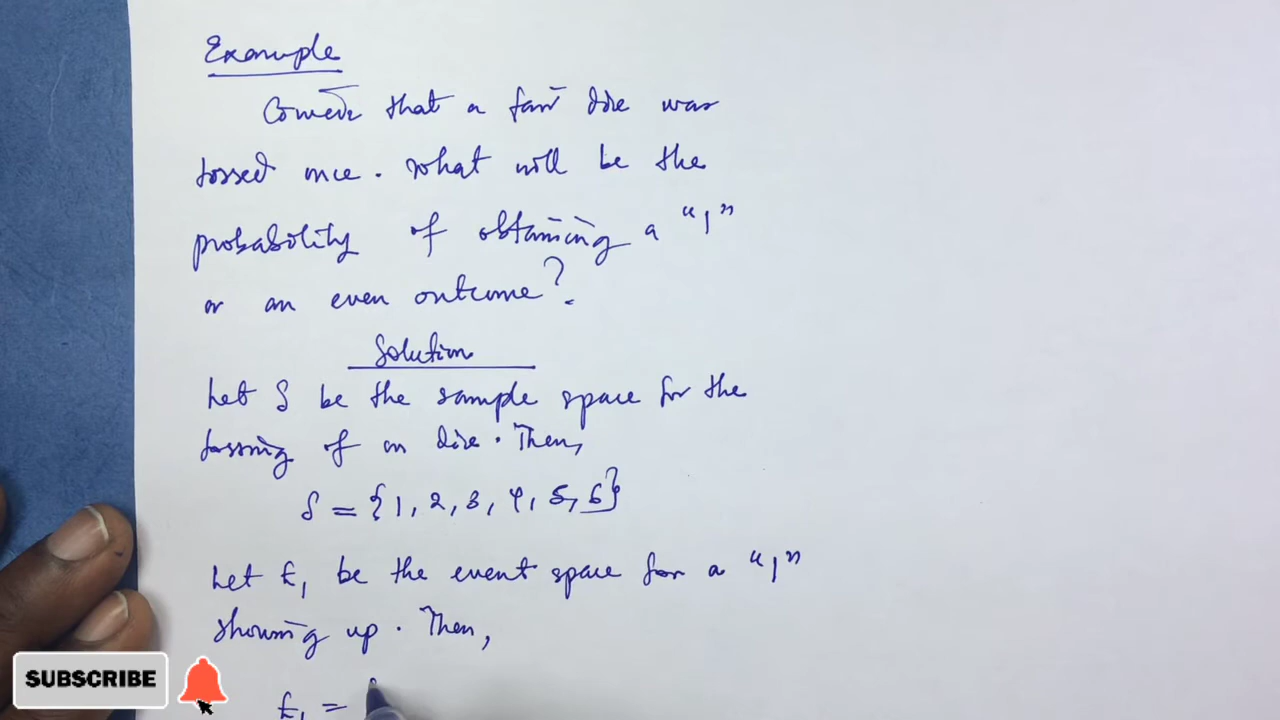 Example
Consider that a fair die was
tossed once. What will be the
probability of obtaining a "1"
or an even outcome?
Solution
Let S be the sample space for the
tossing of an die. Then,
S = {1, 2, 3, 4, 5, 6}
Let E₁ be the event space for a "1"
showing up. Then,
E₁ =
SUBSCRIBE